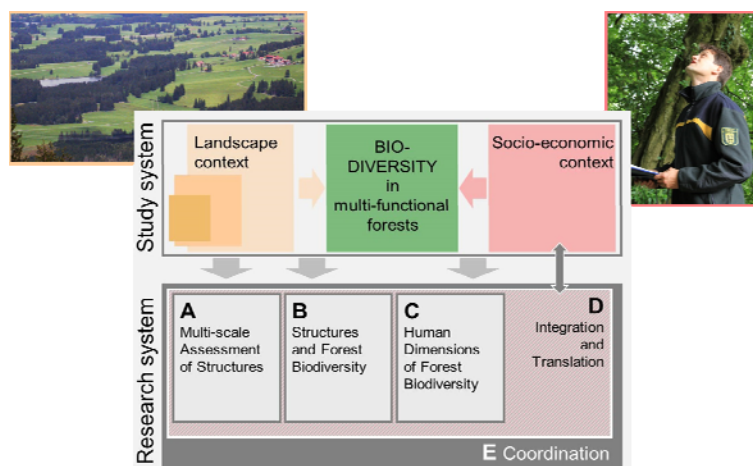 Study system
Landscape
context
BIO-
DIVERSITY
in
multi-functional
forests
Socio-economic
context
Research system
A
Multi-scale
Assessment
of Structures
B
Structures
and Forest
Biodiversity
C
Human
Dimensions
of Forest
Biodiversity
D
Integration
and
Translation
E Coordination